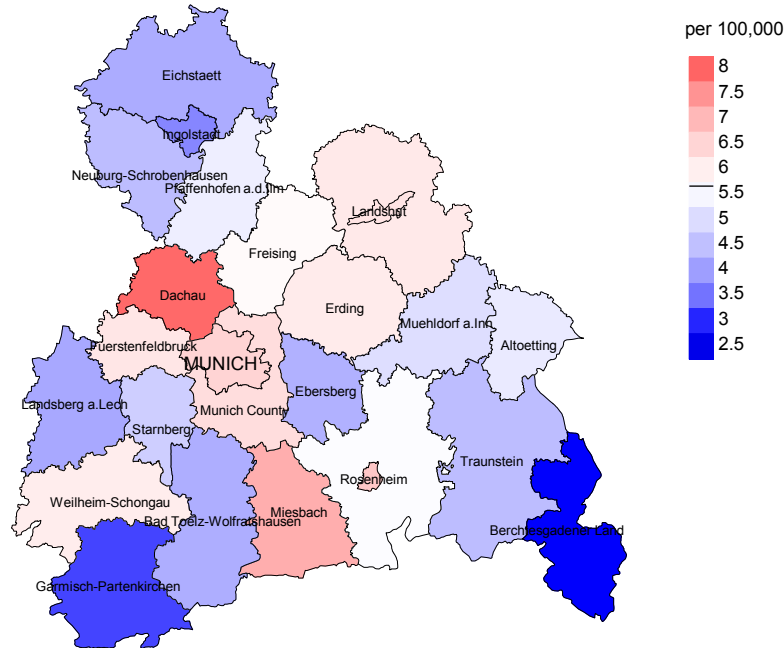 per 100,000
8
7.5
7
6.5
6
5.5
5
4.5
4
3.5
3
2.5
Eichstaett
Ingolstadt
Neuburg-Schrobenhausen
Pfaffenhofen a.d.Ilm
Landshut
Freising
Dachau
Erding
Muehldorf a.Inn
Altoetting
Fuerstenfeldbruck
MUNICH
Ebersberg
Landsberg a.Lech
Munich County
Starnberg
Traunstein
Rosenheim
Weilheim-Schongau
Miesbach
Bad Toelz-Wolfratshausen
Berchtesgadener Land
Garmisch-Partenkirchen